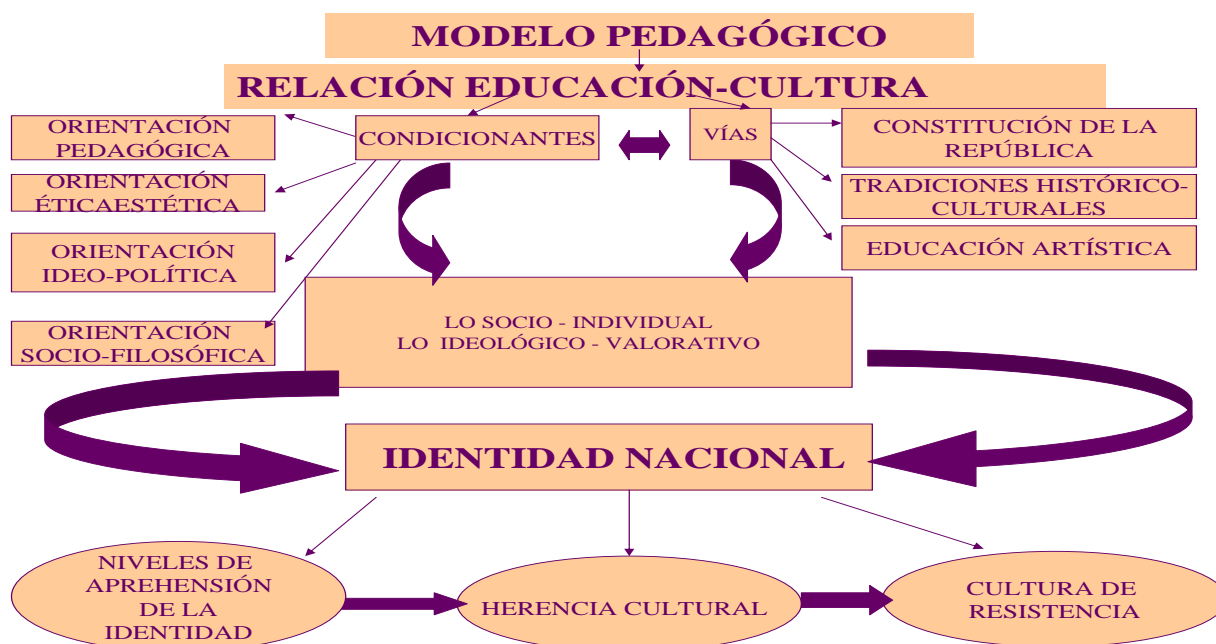 MODELO PEDAGÓGICO
RELACIÓN EDUCACIÓN-CULTURA
ORIENTACIÓN
PEDAGÓGICA
CONDICIONANTES
VÍAS
CONSTITUCIÓN DE LA
REPÚBLICA
ORIENTACIÓN
ÉTICAESTÉTICA
TRADICIONES HISTÓRICO-
CULTURALES
ORIENTACIÓN
IDEO-POLÍTICA
EDUCACIÓN ARTÍSTICA
ORIENTACIÓN
SOCIO-FILOSÓFICA
LO SOCIO - INDIVIDUAL
LO IDEOLÓGICO - VALORATIVO
IDENTIDAD NACIONAL
NIVELES DE
APREHENSIÓN
DE LA
IDENTIDAD
HERENCIA CULTURAL
CULTURA DE
RESISTENCIA